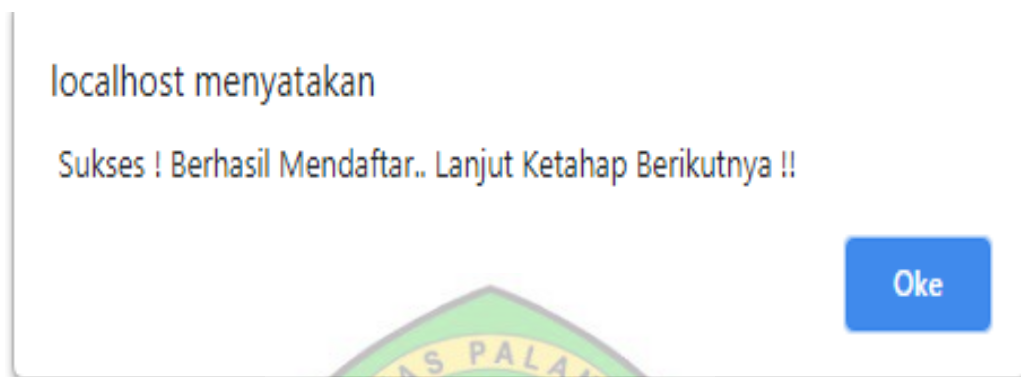 localhost menyatakan
Sukses ! Berhasil Mendaftar.. Lanjut Ketahap Berikutnya !!
Oke